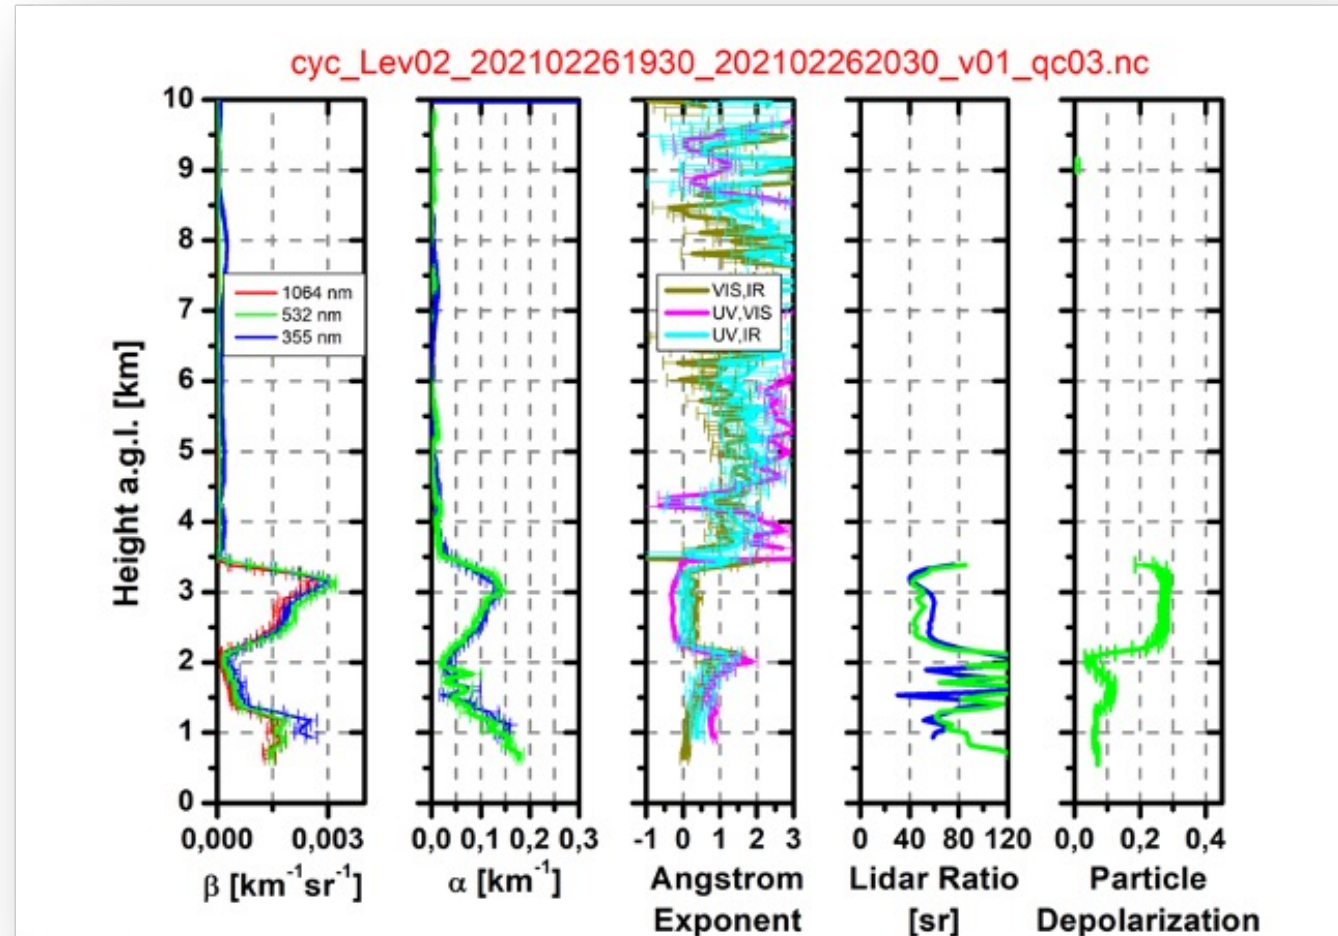 cyc_Lev02_202102261930_202102262030_v01_qc03.nc
10
9
8
7
6
5
4
3
2
1
0
Height a.g.l. [km]
1064 nm
532 nm
355 nm
VIS,IR
UV,VIS
UV,IR
0,000 0,003
0,0 0,1 0,2 0,3
-1 0 1 2 3
0 40 80 120
0,0 0,2 0,4
β [km⁻¹sr⁻¹]
α [km⁻¹]
Angstrom
Exponent
Lidar Ratio
[sr]
Particle
Depolarization